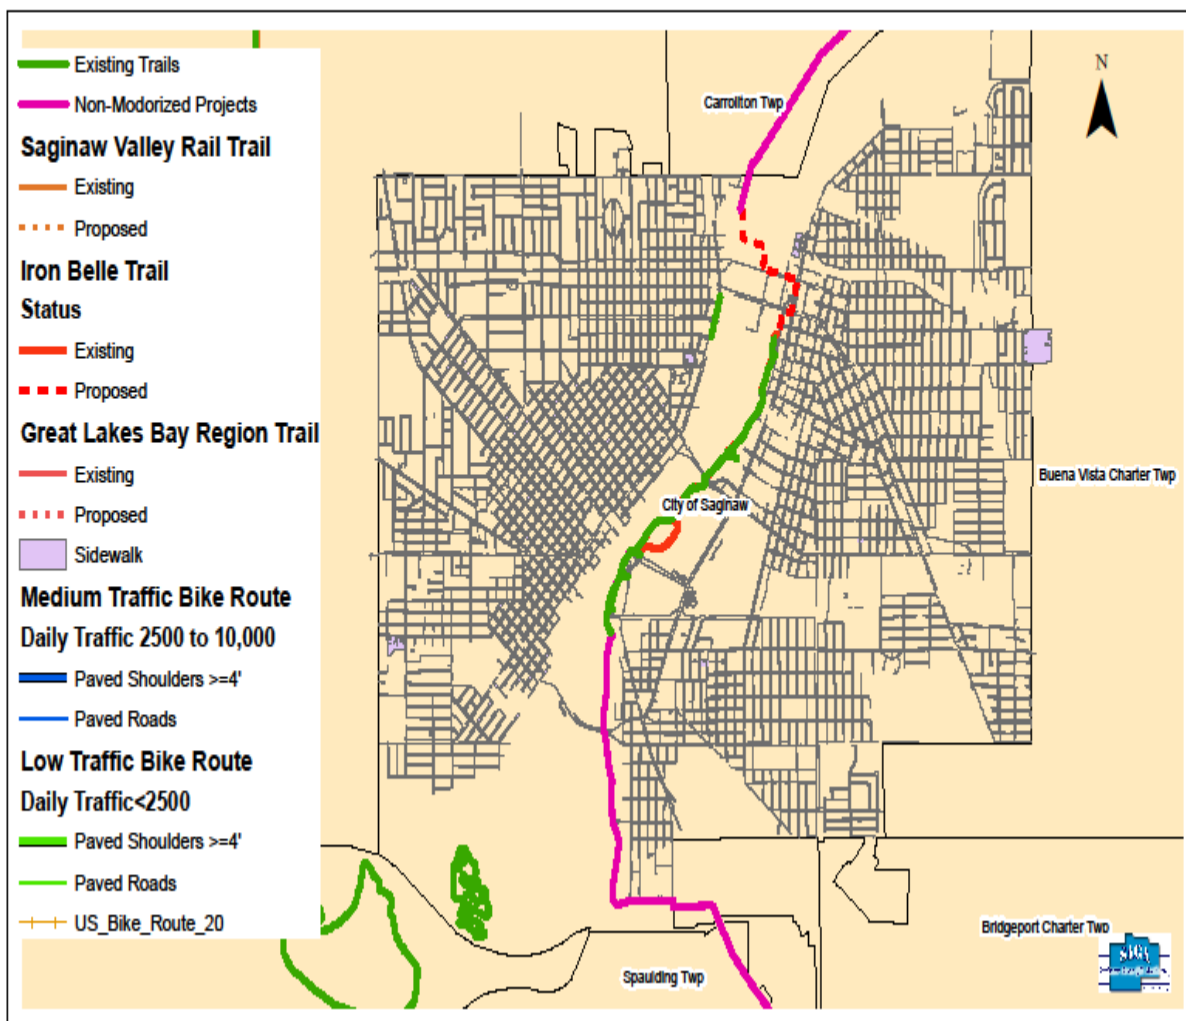 Existing Trails
Non-Modorized Projects
Saginaw Valley Rail Trail
Existing
Proposed
Iron Belle Trail
Status
Existing
Proposed
Great Lakes Bay Region Trail
Existing
Proposed
Sidewalk
Medium Traffic Bike Route
Daily Traffic 2500 to 10,000
Paved Shoulders >=4'
Paved Roads
Low Traffic Bike Route
Daily Traffic<2500
Paved Shoulders >=4'
Paved Roads
US_Bike_Route_20
Carrollton Twp
N
Buena Vista Charter Twp
City of Saginaw
Bridgeport Charter Twp
Spaulding Twp